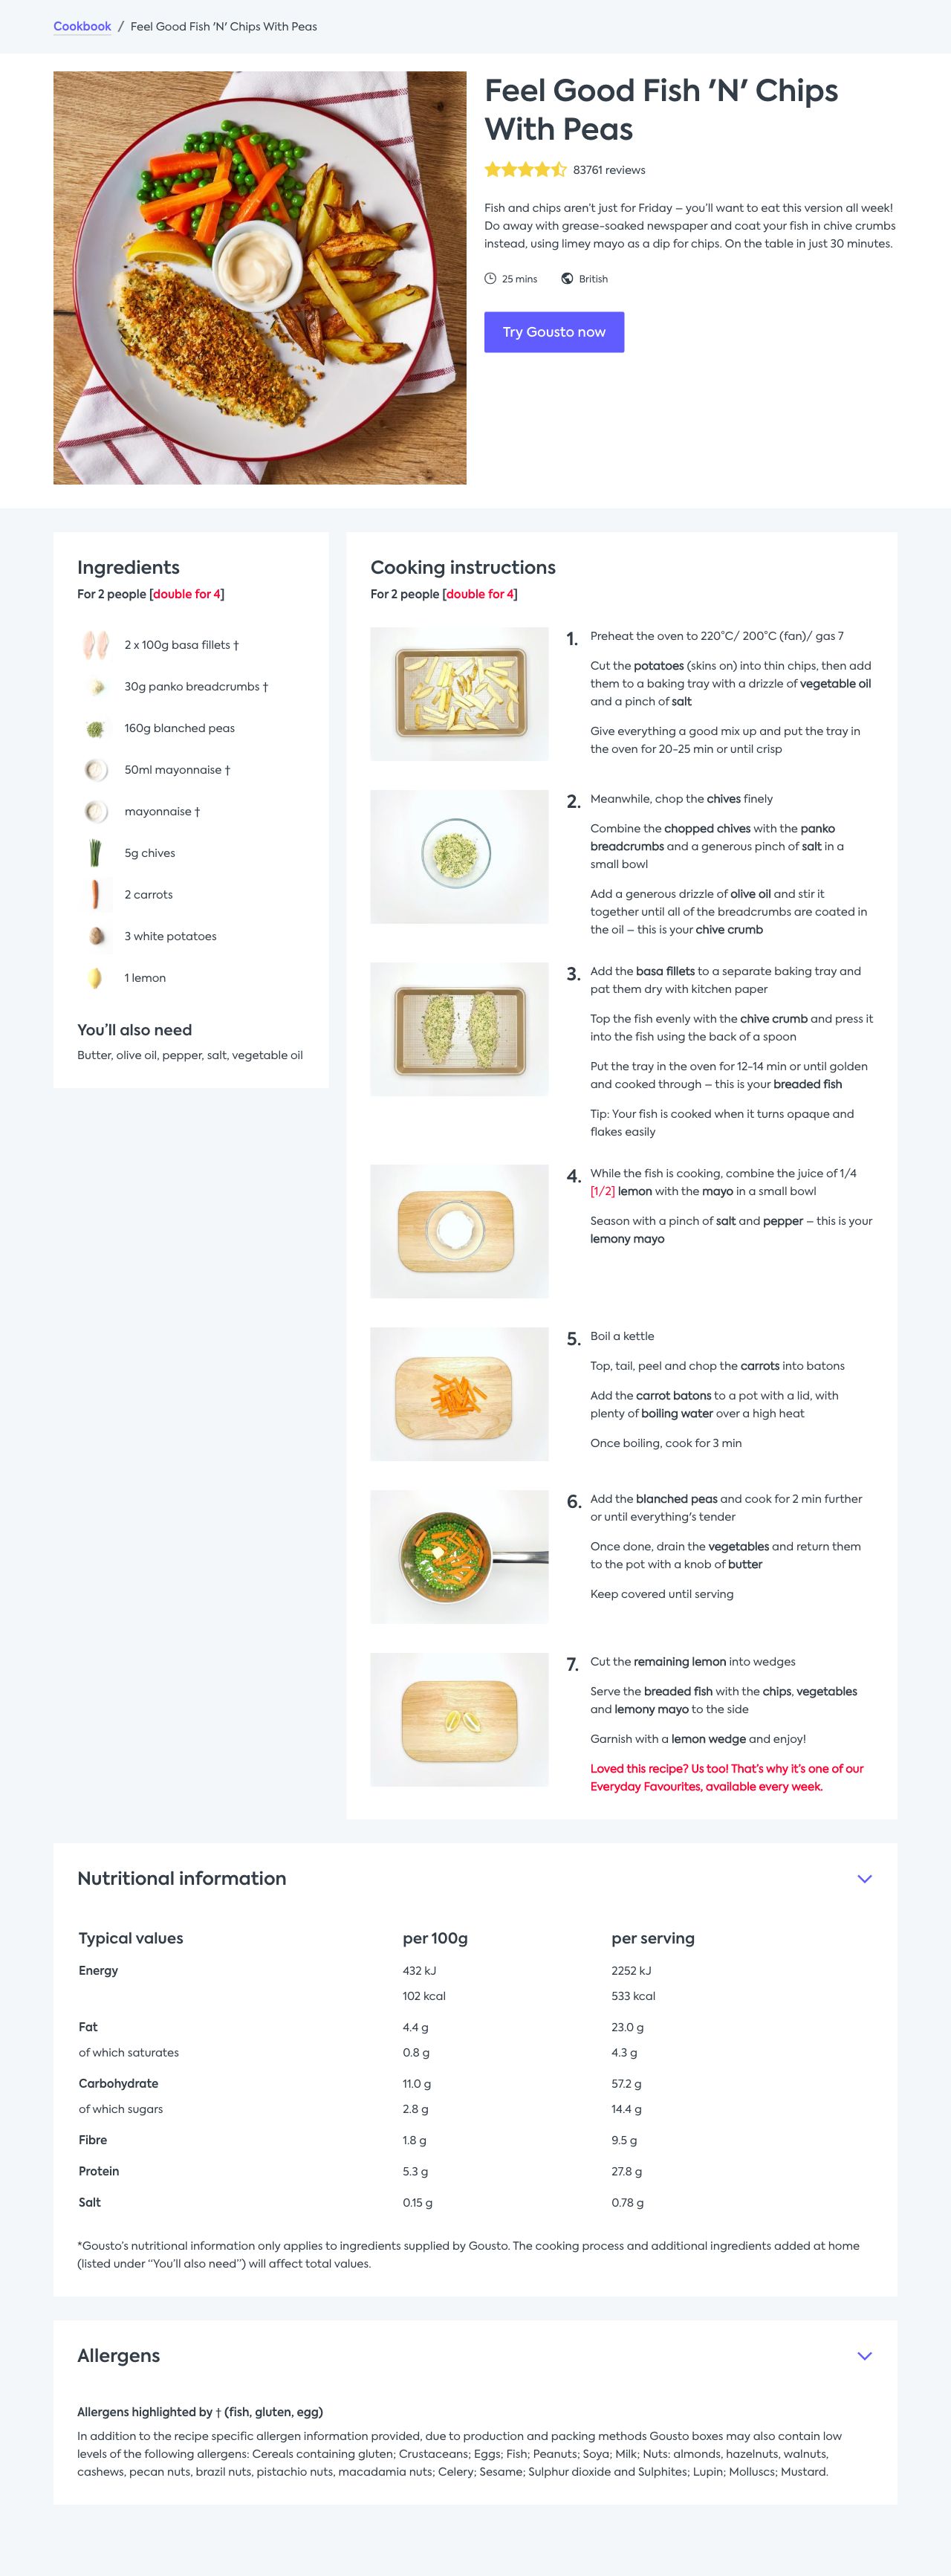 Cookbook / Feel Good Fish 'N' Chips With Peas
Feel Good Fish 'N' Chips
With Peas
83761 reviews
Fish and chips aren't just for Friday – you'll want to eat this version all week!
Do away with grease-soaked newspaper and coat your fish in chive crumbs
instead, using limey mayo as a dip for chips. On the table in just 30 minutes.
25 mins British
Try Gousto now
Ingredients
For 2 people [double for 4]
2 x 100g basa fillets †
30g panko breadcrumbs †
160g blanched peas
50ml mayonnaise †
mayonnaise †
5g chives
2 carrots
3 white potatoes
1 lemon
You'll also need
Butter, olive oil, pepper, salt, vegetable oil
Cooking instructions
For 2 people [double for 4]
1. Preheat the oven to 220°C/ 200°C (fan)/ gas 7
Cut the potatoes (skins on) into thin chips, then add
them to a baking tray with a drizzle of vegetable oil
and a pinch of salt
Give everything a good mix up and put the tray in
the oven for 20-25 min or until crisp
2. Meanwhile, chop the chives finely
Combine the chopped chives with the panko
breadcrumbs and a generous pinch of salt in a
small bowl
Add a generous drizzle of olive oil and stir it
together until all of the breadcrumbs are coated in
the oil – this is your chive crumb
3. Add the basa fillets to a separate baking tray and
pat them dry with kitchen paper
Top the fish evenly with the chive crumb and press it
into the fish using the back of a spoon
Put the tray in the oven for 12-14 min or until golden
and cooked through – this is your breaded fish
Tip: Your fish is cooked when it turns opaque and
flakes easily
4. While the fish is cooking, combine the juice of 1/4
[1/2] lemon with the mayo in a small bowl
Season with a pinch of salt and pepper – this is your
lemony mayo
5. Boil a kettle
Top, tail, peel and chop the carrots into batons
Add the carrot batons to a pot with a lid, with
plenty of boiling water over a high heat
Once boiling, cook for 3 min
6. Add the blanched peas and cook for 2 min further
or until everything's tender
Once done, drain the vegetables and return them
to the pot with a knob of butter
Keep covered until serving
7. Cut the remaining lemon into wedges
Serve the breaded fish with the chips, vegetables
and lemony mayo to the side
Garnish with a lemon wedge and enjoy!
Loved this recipe? Us too! That's why it's one of our
Everyday Favourites, available every week.
Nutritional information
Typical values per 100g per serving
Energy 432 kJ 2252 kJ
102 kcal 533 kcal
Fat 4.4 g 23.0 g
of which saturates 0.8 g 4.3 g
Carbohydrate 11.0 g 57.2 g
of which sugars 2.8 g 14.4 g
Fibre 1.8 g 9.5 g
Protein 5.3 g 27.8 g
Salt 0.15 g 0.78 g
*Gousto's nutritional information only applies to ingredients supplied by Gousto. The cooking process and additional ingredients added at home
(listed under “You'll also need”) will affect total values.
Allergens
Allergens highlighted by † (fish, gluten, egg)
In addition to the recipe specific allergen information provided, due to production and packing methods Gousto boxes may also contain low
levels of the following allergens: Cereals containing gluten; Crustaceans; Eggs; Fish; Peanuts; Soya; Milk; Nuts: almonds, hazelnuts, walnuts,
cashews, pecan nuts, brazil nuts, pistachio nuts, macadamia nuts; Celery; Sesame; Sulphur dioxide and Sulphites; Lupin; Molluscs; Mustard.